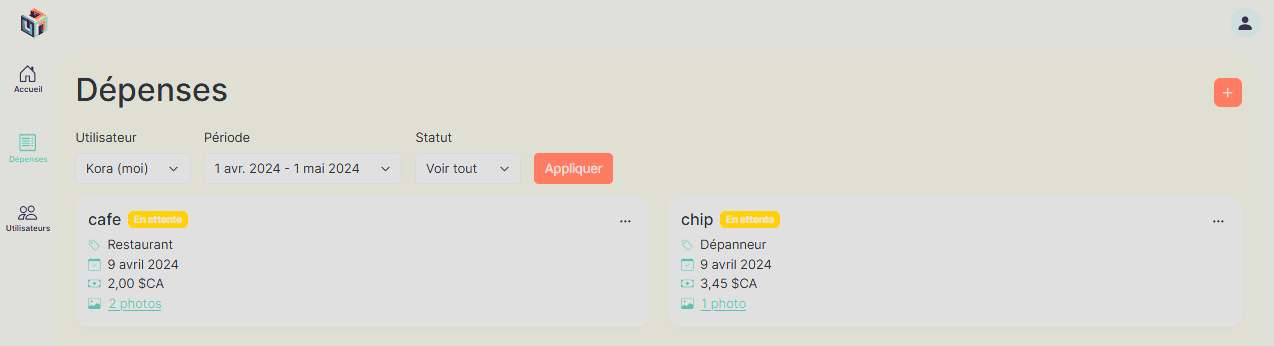 Accueil
Dépenses
Utilisateurs
Dépenses
+
Utilisateur
Période
Statut
Kora (moi)
1 avr. 2024 - 1 mai 2024
Voir tout
Appliquer
cafe En attente
...
Restaurant
9 avril 2024
2,00 $CA
2 photos
chip En attente
...
Dépanneur
9 avril 2024
3,45 $CA
1 photo